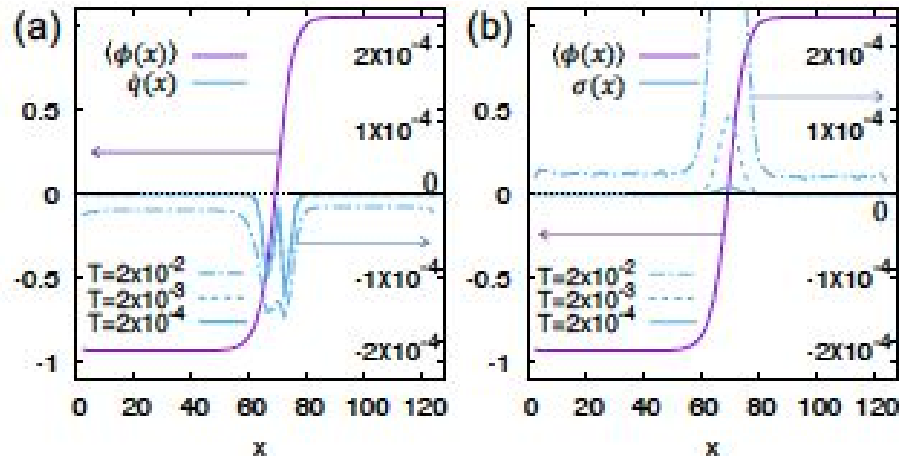 (a)
⟨ϕ(x)⟩
q̇(x)
T=2x10⁻²
T=2x10⁻³
T=2x10⁻⁴
0.5
0
-0.5
-1
2X10⁻⁴
1X10⁻⁴
0
-1X10⁻⁴
-2X10⁻⁴
0 20 40 60 80 100 120
x
(b)
⟨ϕ(x)⟩
σ(x)
T=2x10⁻²
T=2x10⁻³
T=2x10⁻⁴
0.5
0
-0.5
-1
2X10⁻⁴
1X10⁻⁴
0
-1X10⁻⁴
-2X10⁻⁴
0 20 40 60 80 100 120
x